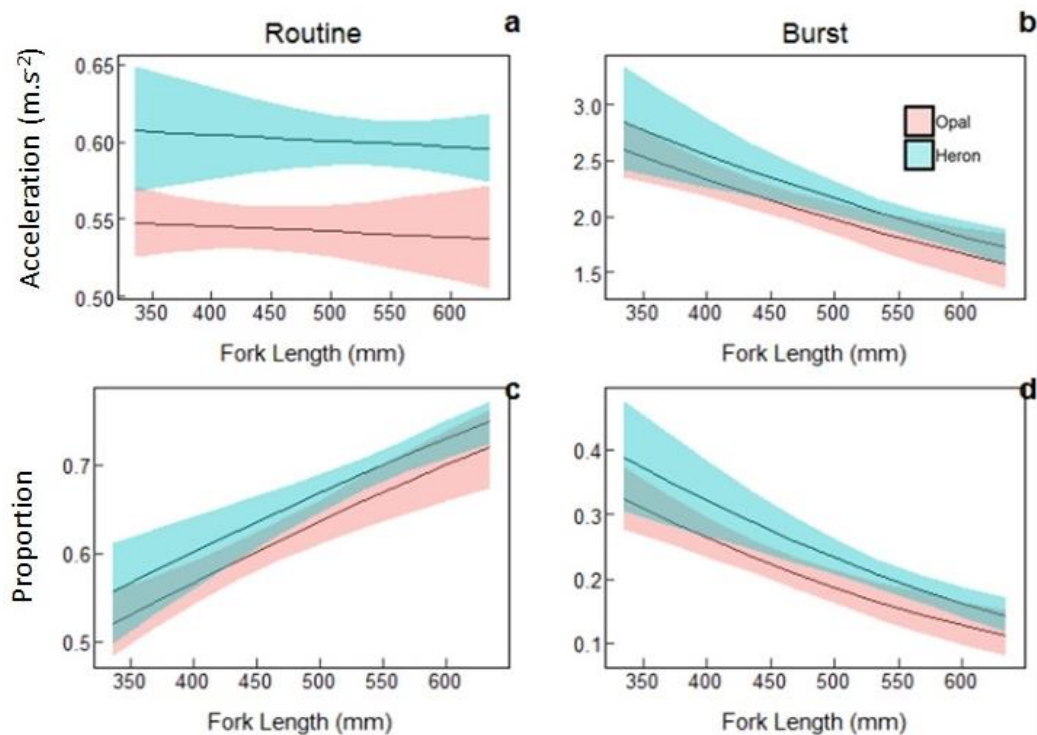 Routine
a
Acceleration (m.s-2)
0.65
0.60
0.55
0.50
350 400 450 500 550 600
Fork Length (mm)
Burst
b
3.0
2.5
2.0
1.5
Opal
Heron
350 400 450 500 550 600
Fork Length (mm)
c
Proportion
0.7
0.6
0.5
350 400 450 500 550 600
Fork Length (mm)
d
0.4
0.3
0.2
0.1
350 400 450 500 550 600
Fork Length (mm)